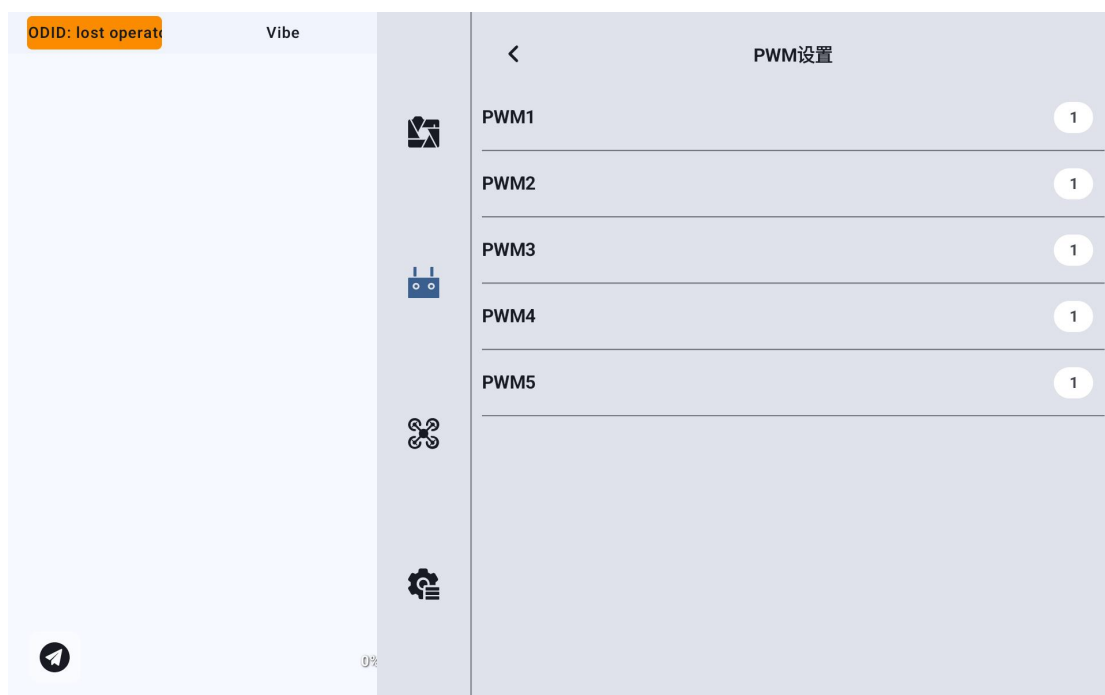 ODID: lost operat
Vibe
PWM设置
PWM1
1
PWM2
1
PWM3
1
PWM4
1
PWM5
1
0%